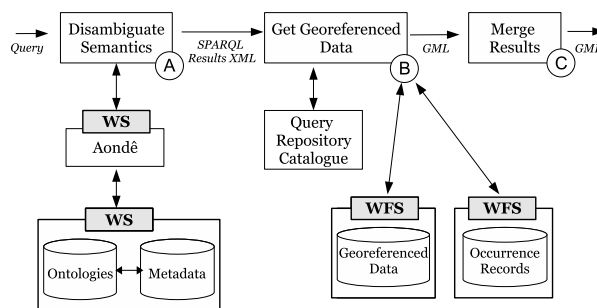 Query
Disambiguate
Semantics
A
SPARQL
Results XML
Get Georeferenced
Data
B
GML
Merge
Results
C
GML
WS
Aondê
Query
Repository
Catalogue
WS
Ontologies
Metadata
WFS
Georeferenced
Data
WFS
Occurrence
Records